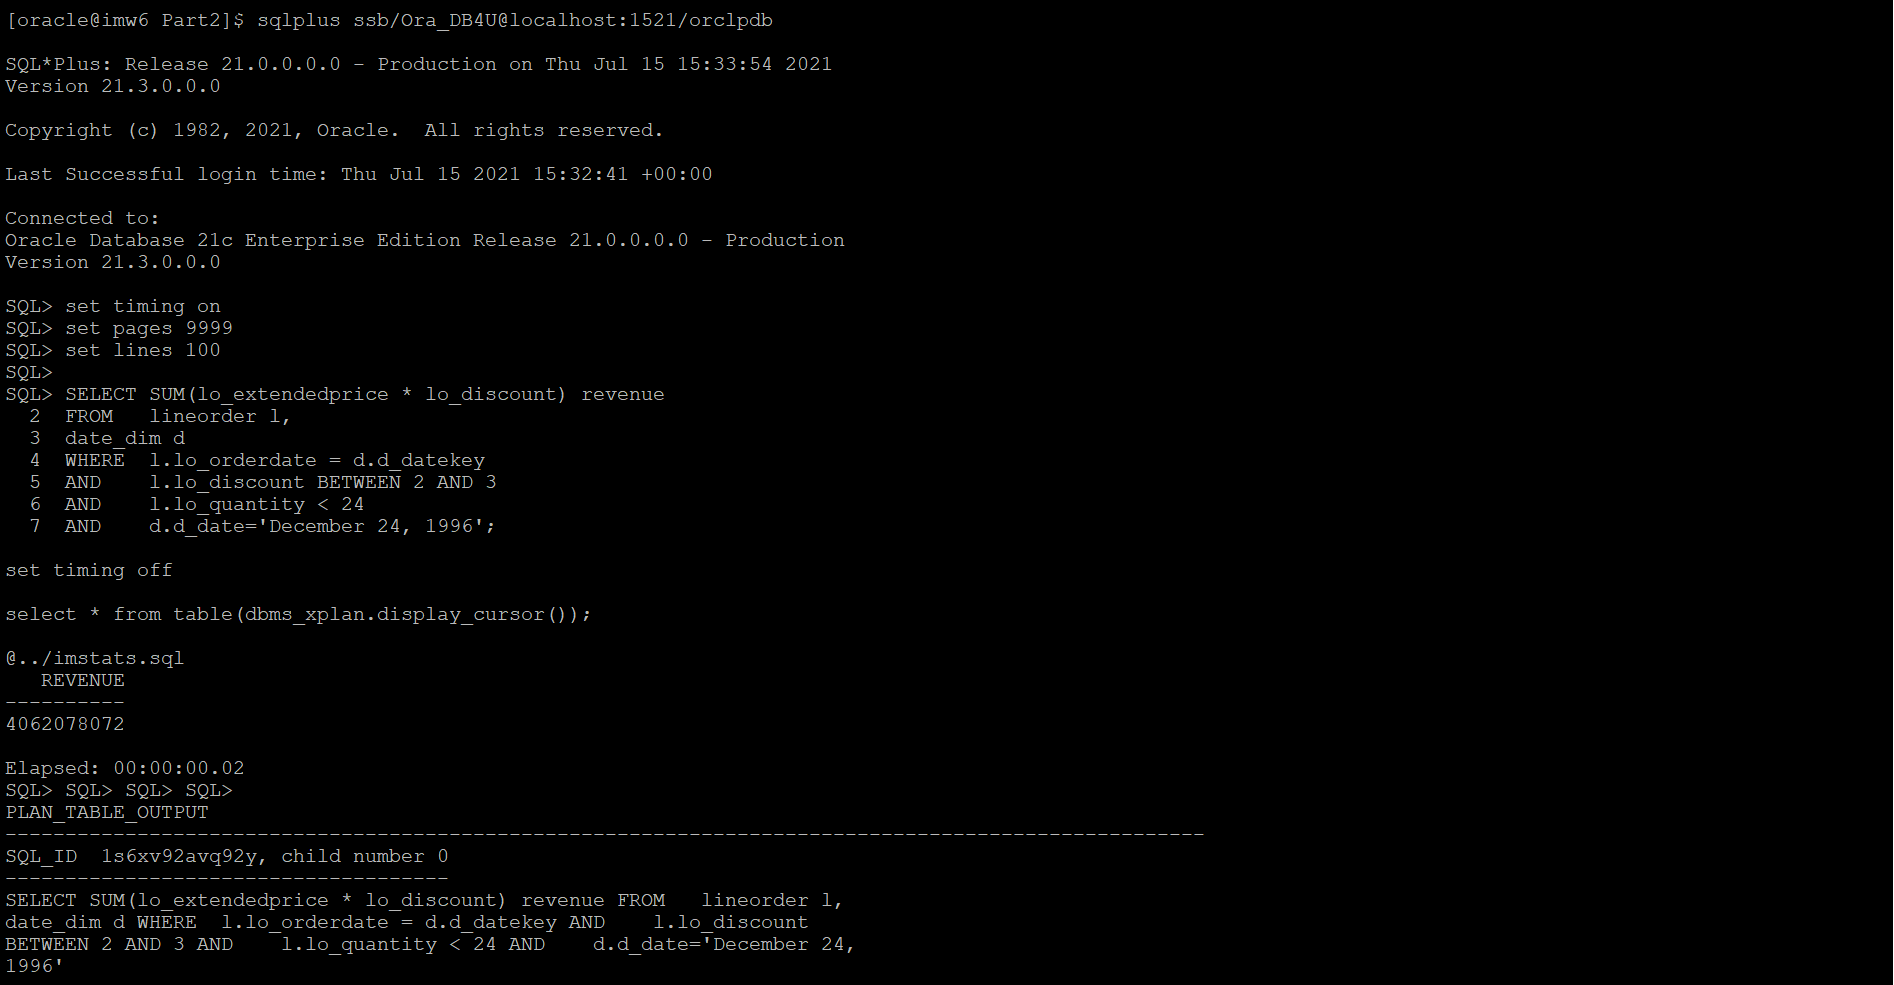 [oracle@imw6 Part2]$ sqlplus ssb/Ora_DB4U@localhost:1521/orclpdb
SQL*Plus: Release 21.0.0.0.0 - Production on Thu Jul 15 15:33:54 2021
Version 21.3.0.0.0
Copyright (c) 1982, 2021, Oracle.  All rights reserved.
Last Successful login time: Thu Jul 15 2021 15:32:41 +00:00
Connected to:
Oracle Database 21c Enterprise Edition Release 21.0.0.0.0 - Production
Version 21.3.0.0.0
SQL> set timing on
SQL> set pages 9999
SQL> set lines 100
SQL>
SQL> SELECT SUM(lo_extendedprice * lo_discount) revenue
  2  FROM   lineorder l,
  3  date_dim d
  4  WHERE  l.lo_orderdate = d.d_datekey
  5  AND    l.lo_discount BETWEEN 2 AND 3
  6  AND    l.lo_quantity < 24
  7  AND    d.d_date='December 24, 1996';
set timing off
select * from table(dbms_xplan.display_cursor());
@../imstats.sql
   REVENUE
----------
4062078072
Elapsed: 00:00:00.02
SQL> SQL> SQL> SQL>
PLAN_TABLE_OUTPUT
----------------------------------------------------------------------------------------------------
SQL_ID  1s6xv92avq92y, child number 0
-------------------------------------
SELECT SUM(lo_extendedprice * lo_discount) revenue FROM   lineorder l,
date_dim d WHERE  l.lo_orderdate = d.d_datekey AND    l.lo_discount
BETWEEN 2 AND 3 AND    l.lo_quantity < 24 AND    d.d_date='December 24,
1996'